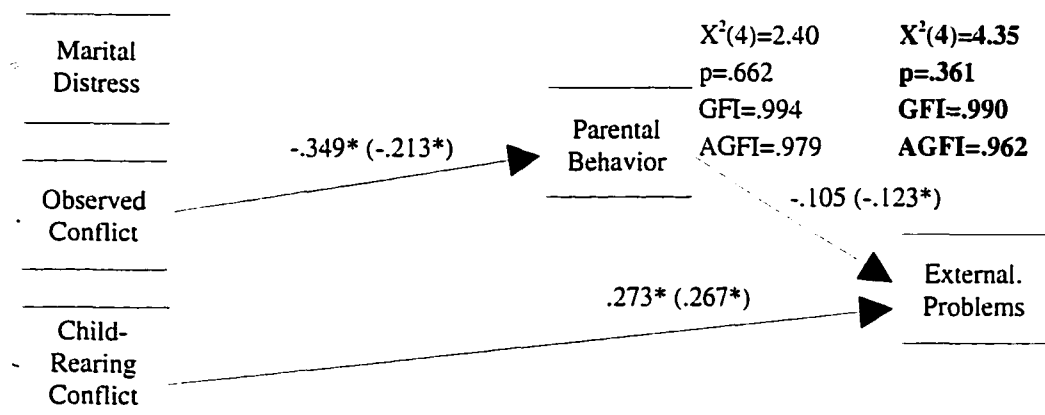 Marital
Distress
X²(4)=2.40
p=.662
GFI=.994
AGFI=.979
X²(4)=4.35
p=.361
GFI=.990
AGFI=.962
Parental
Behavior
-.349* (-.213*)
Observed
Conflict
-.105 (-.123*)
External.
Problems
.273* (.267*)
Child-
Rearing
Conflict